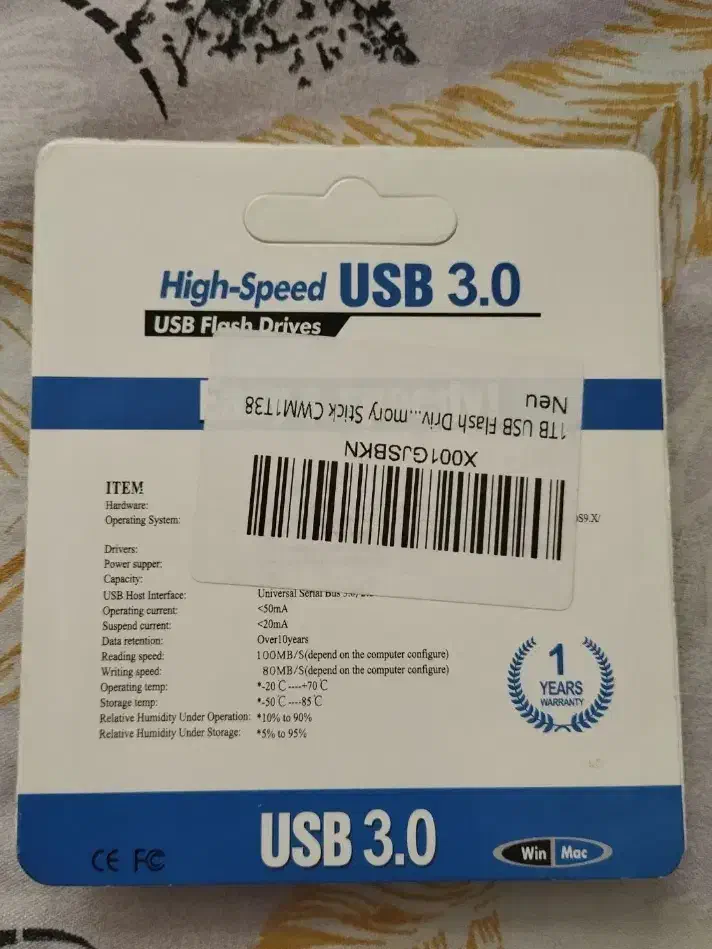 High-Speed USB 3.0
USB Flash Drives
1TB USB Flash Driv...mory Stick CWM1T38
Neu
X001GJSBKN
ITEM
Hardware:
Operating System:
Drivers:
Power supper:
Capacity:
USB Host Interface: Universal Serial Bus
Operating current: <50mA
Suspend current: <20mA
Data retention: Over10years
Reading speed: 100MB/S(depend on the computer configure)
Writing speed: 80MB/S(depend on the computer configure)
Operating temp: *-20℃----+70℃
Storage temp: *-50℃----85℃
Relative Humidity Under Operation: *10% to 90%
Relative Humidity Under Storage: *5% to 95%
1
YEARS
WARRANTY
CE FC
USB 3.0
Win Mac